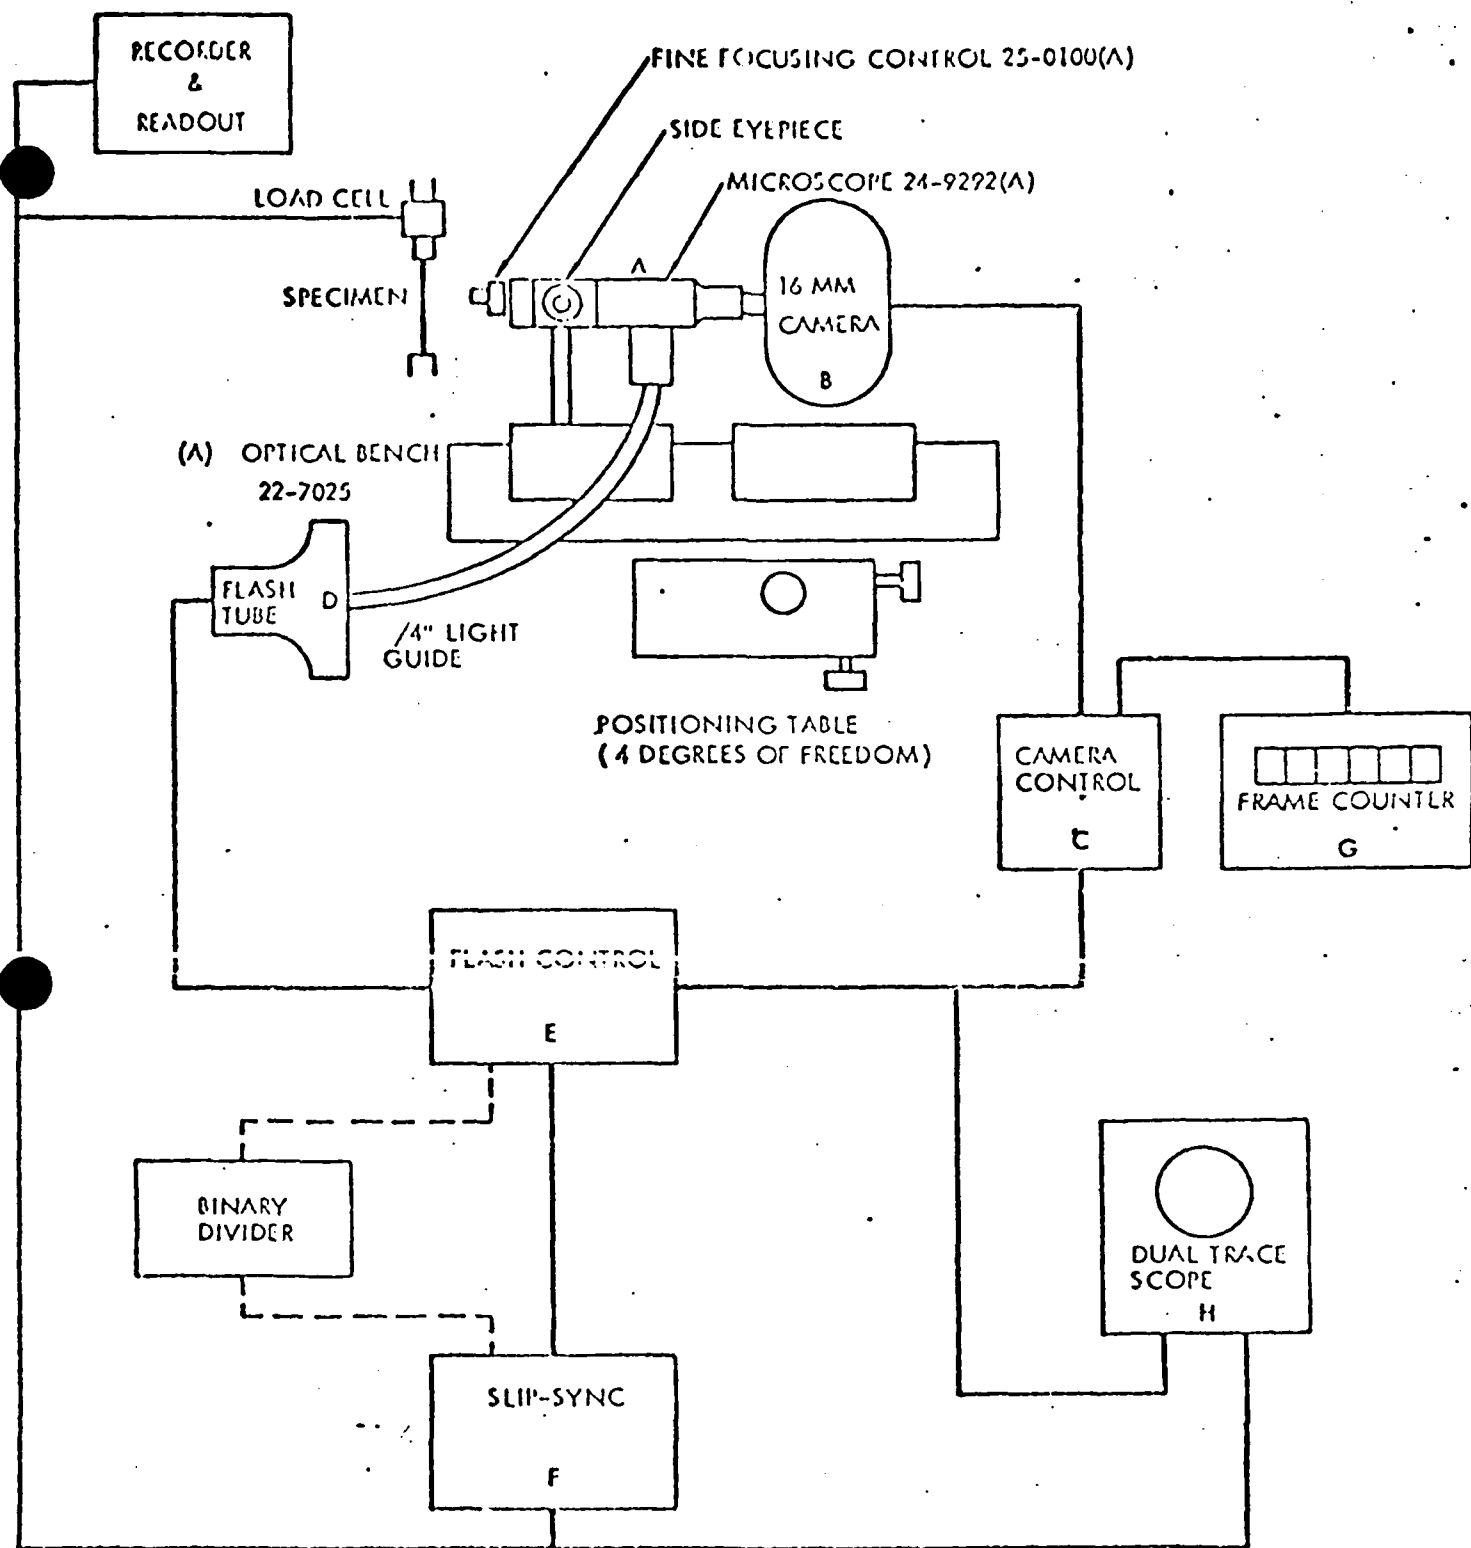 RECORDER
&
READOUT
FINE FOCUSING CONTROL 25-0100(A)
SIDE EYEPIECE
MICROSCOPE 24-9292(A)
LOAD CELL
SPECIMEN
A
16 MM
CAMERA
B
(A) OPTICAL BENCH
22-7025
FLASH
TUBE
D
/4" LIGHT
GUIDE
POSITIONING TABLE
(4 DEGREES OF FREEDOM)
CAMERA
CONTROL
C
FRAME COUNTER
G
FLASH CONTROL
E
BINARY
DIVIDER
DUAL TRACE
SCOPE
H
SLIP-SYNC
F